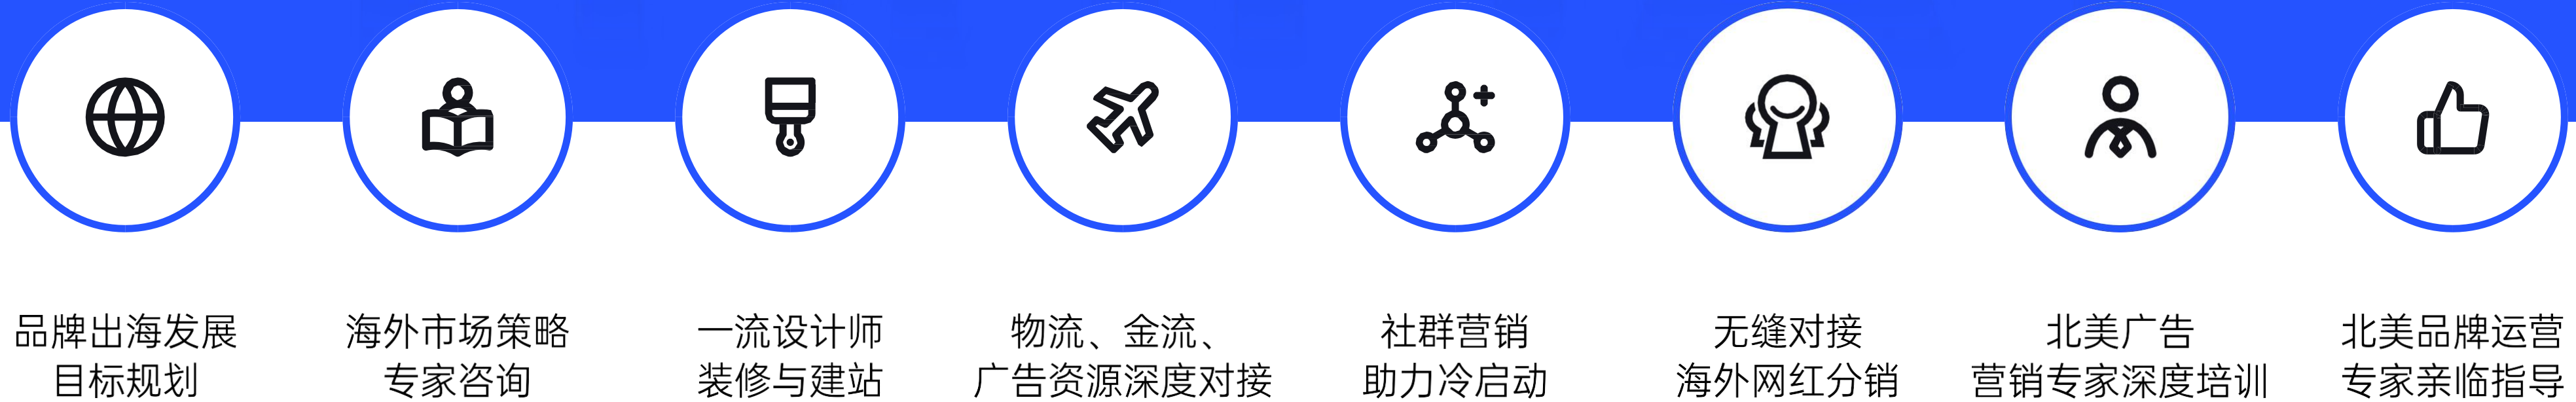 品牌出海发展
目标规划
海外市场策略
专家咨询
一流设计师
装修与建站
物流、金流、
广告资源深度对接
社群营销
助力冷启动
无缝对接
海外网红分销
北美广告
营销专家深度培训
北美品牌运营
专家亲临指导